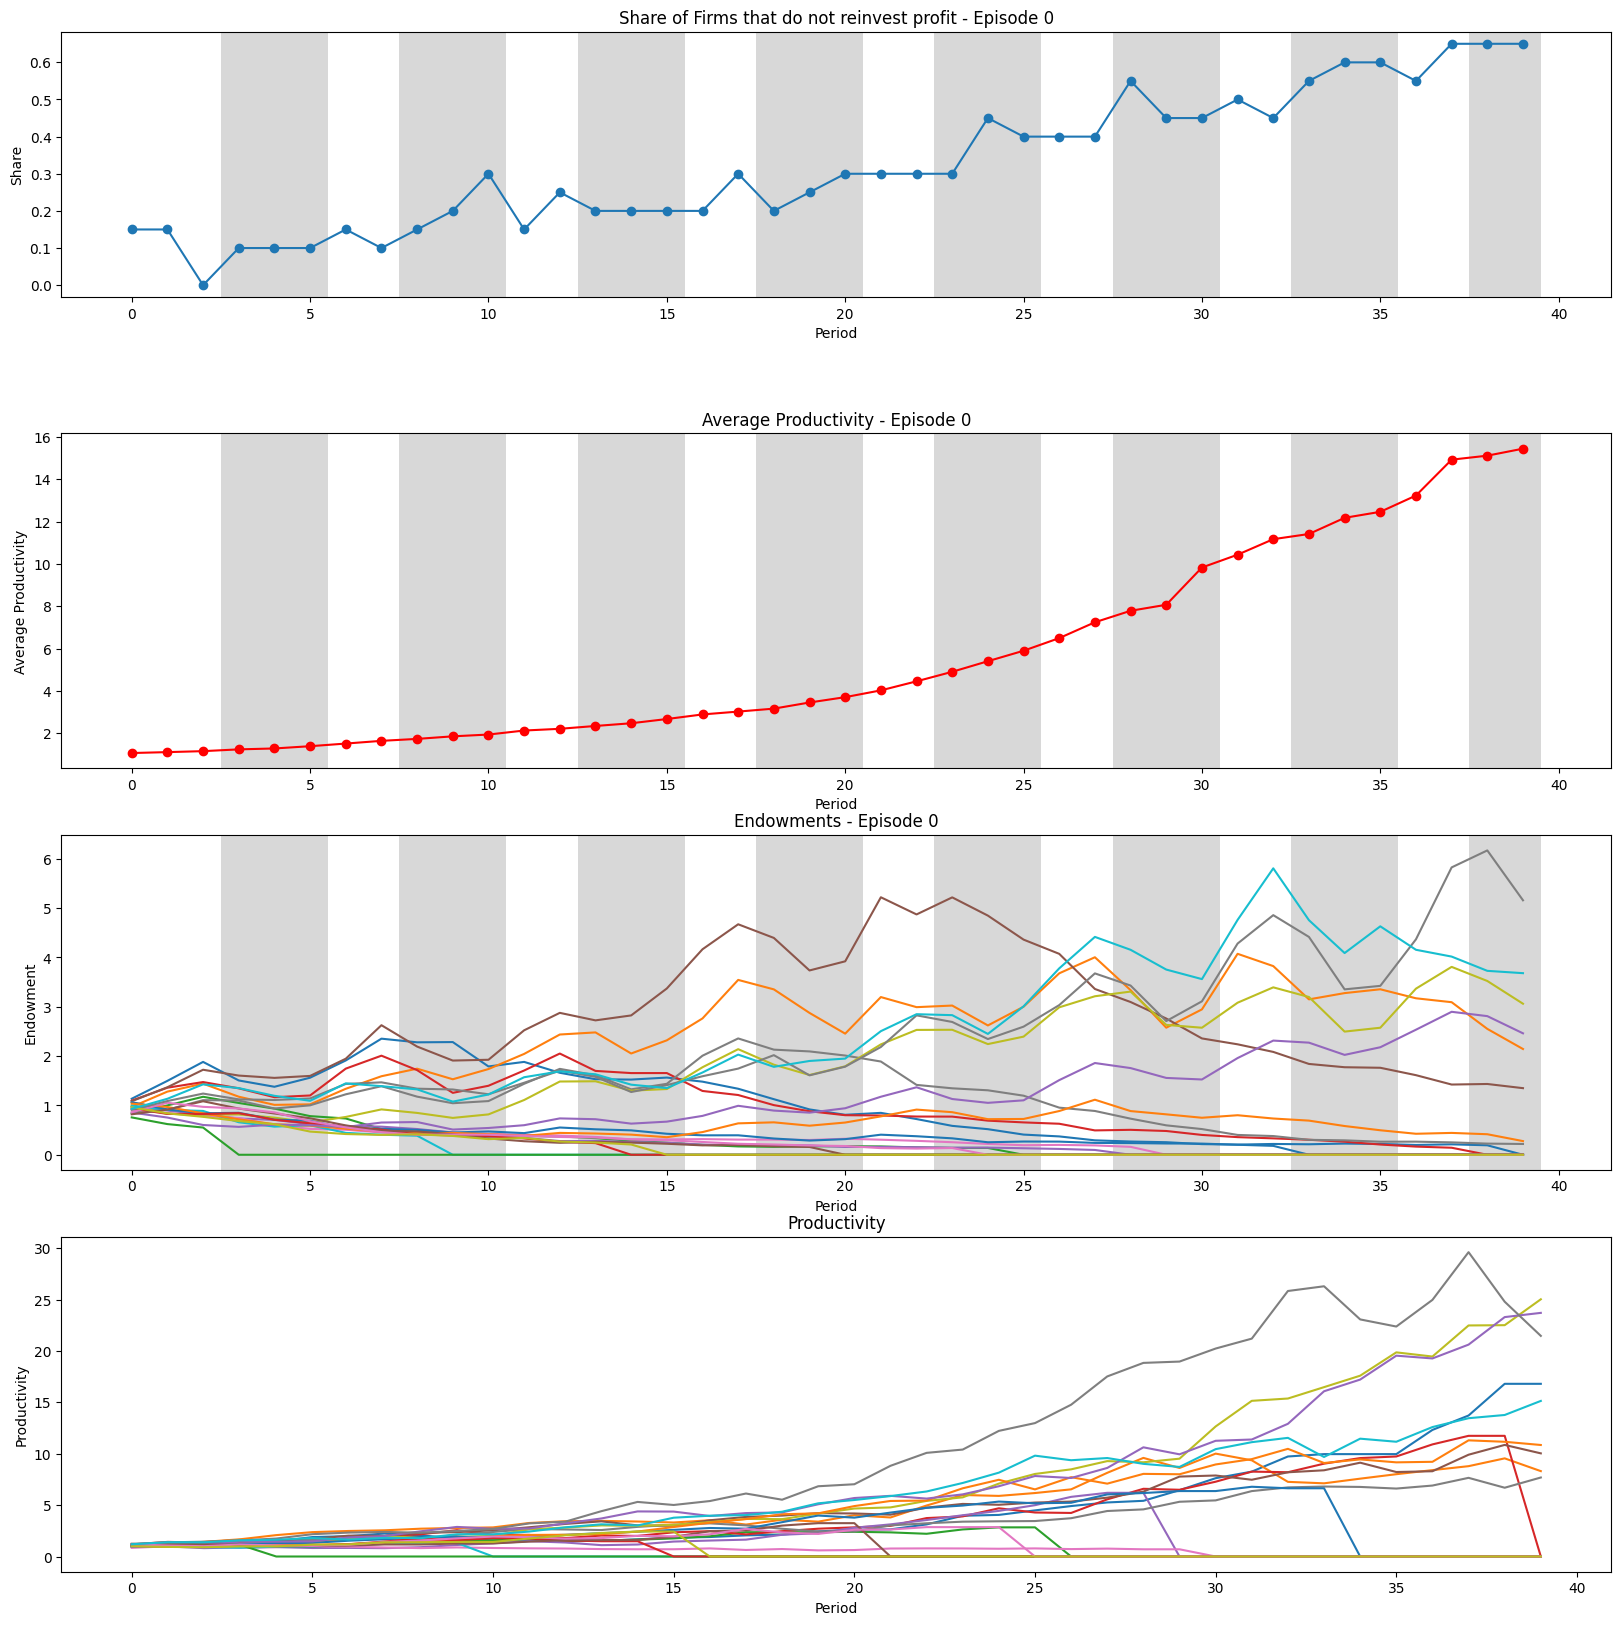 Share of Firms that do not reinvest profit - Episode 0
Share
0.6
0.5
0.4
0.3
0.2
0.1
0.0
0 5 10 15 20 25 30 35 40
Period
Average Productivity - Episode 0
Average Productivity
16
14
12
10
8
6
4
2
0 5 10 15 20 25 30 35 40
Period
Endowments - Episode 0
Endowment
6
5
4
3
2
1
0
0 5 10 15 20 25 30 35 40
Period
Productivity
Productivity
30
25
20
15
10
5
0
0 5 10 15 20 25 30 35 40
Period